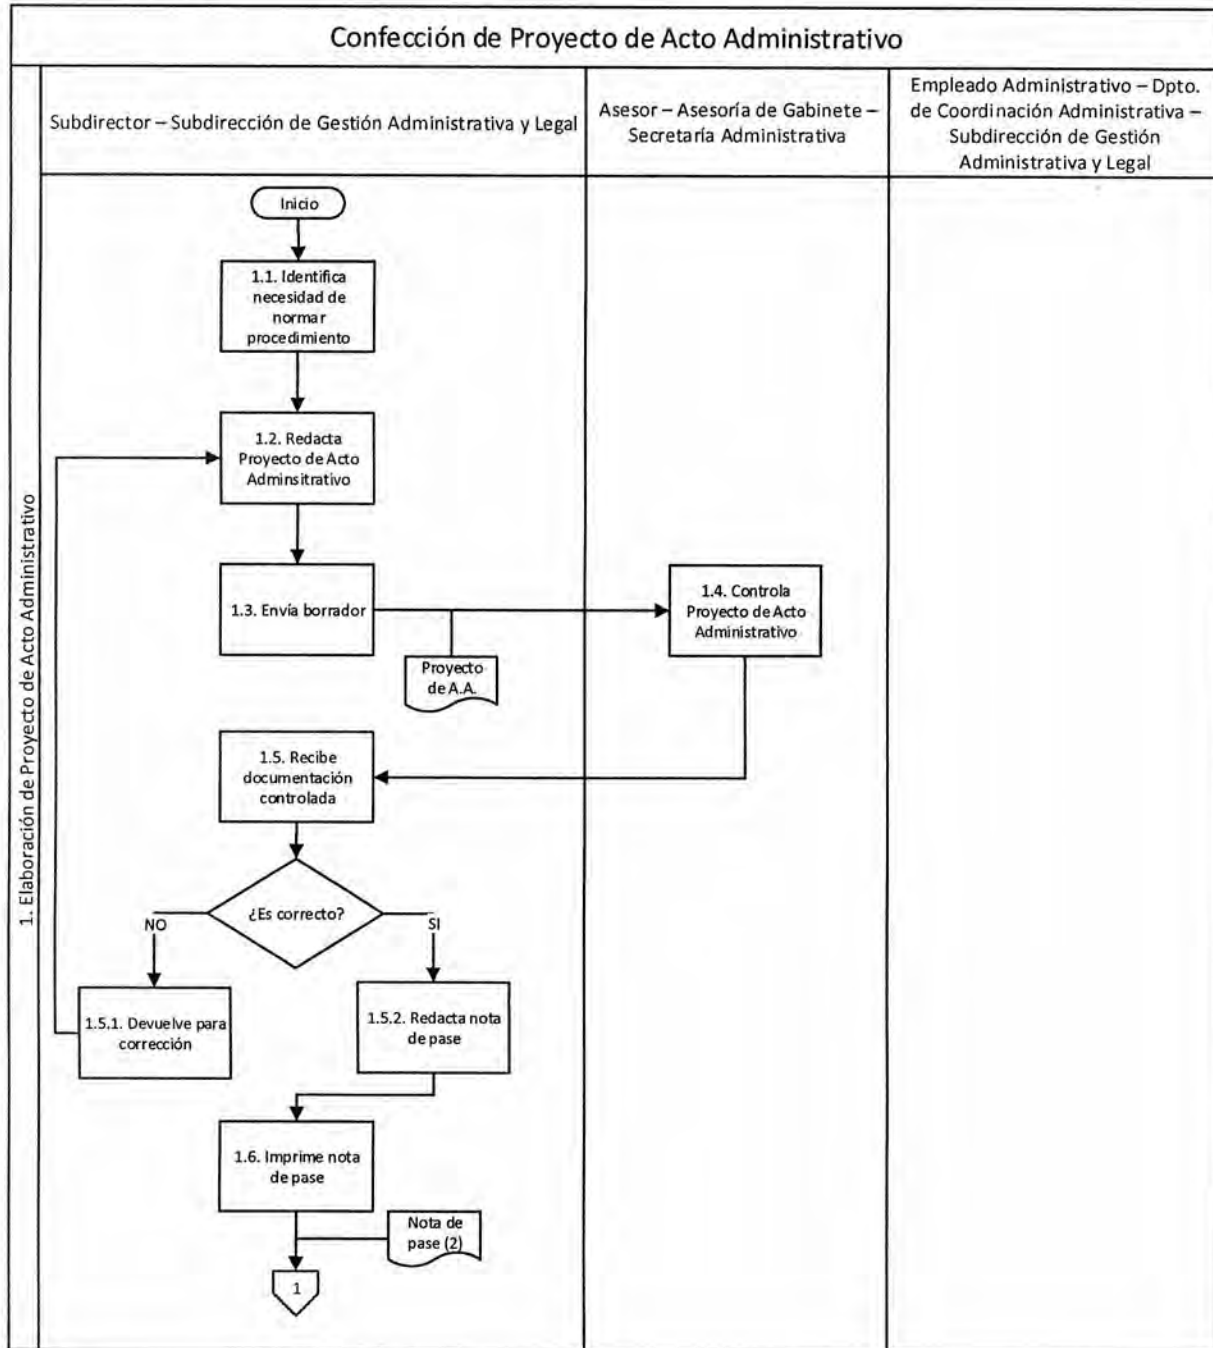 Confección de Proyecto de Acto Administrativo
Subdirector – Subdirección de Gestión Administrativa y Legal
Asesor – Asesoría de Gabinete –
Secretaría Administrativa
Empleado Administrativo – Dpto.
de Coordinación Administrativa –
Subdirección de Gestión
Administrativa y Legal
1. Elaboración de Proyecto de Acto Administrativo
Inicio
1.1. Identifica
necesidad de
normar
procedimiento
1.2. Redacta
Proyecto de Acto
Adminsitrativo
1.3. Envía borrador
Proyecto
de A.A.
1.4. Controla
Proyecto de Acto
Administrativo
1.5. Recibe
documentación
controlada
¿Es correcto?
NO
SI
1.5.1. Devuelve para
corrección
1.5.2. Redacta nota
de pase
1.6. Imprime nota
de pase
Nota de
pase (2)
1